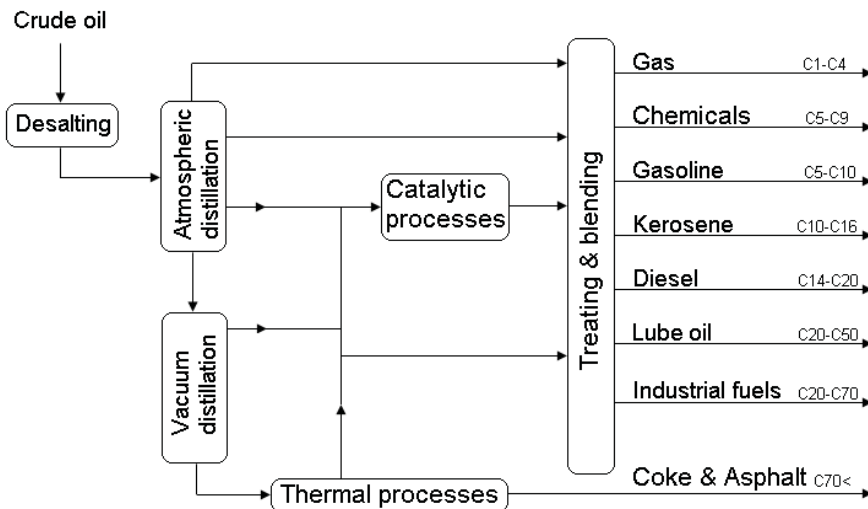 Crude oil
Desalting
Atmospheric
distillation
Vacuum
distillation
Catalytic
processes
Thermal processes
Treating & blending
Gas C1-C4
Chemicals C5-C9
Gasoline C5-C10
Kerosene C10-C16
Diesel C14-C20
Lube oil C20-C50
Industrial fuels C20-C70
Coke & Asphalt C70<